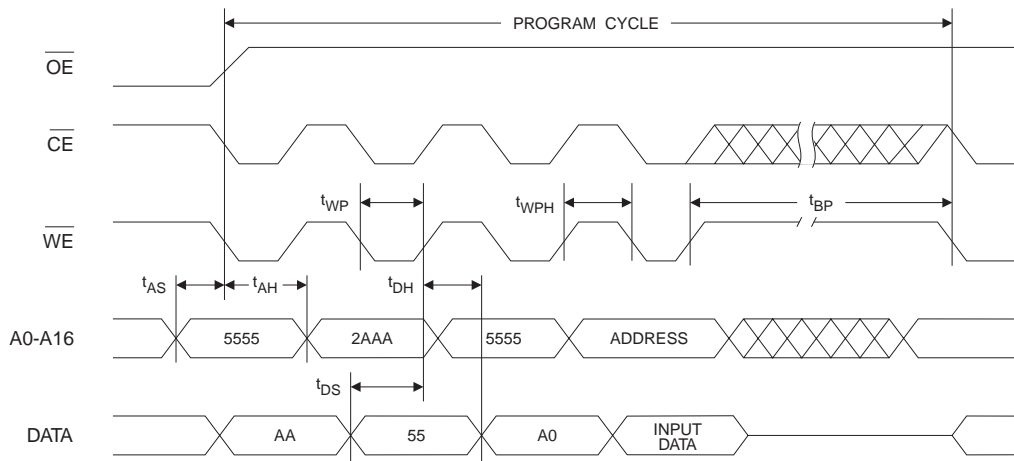 PROGRAM CYCLE
OE
CE
tWP
tWPH
tBP
WE
tAS
tAH
tDH
A0-A16
5555
2AAA
5555
ADDRESS
tDS
DATA
AA
55
A0
INPUT
DATA